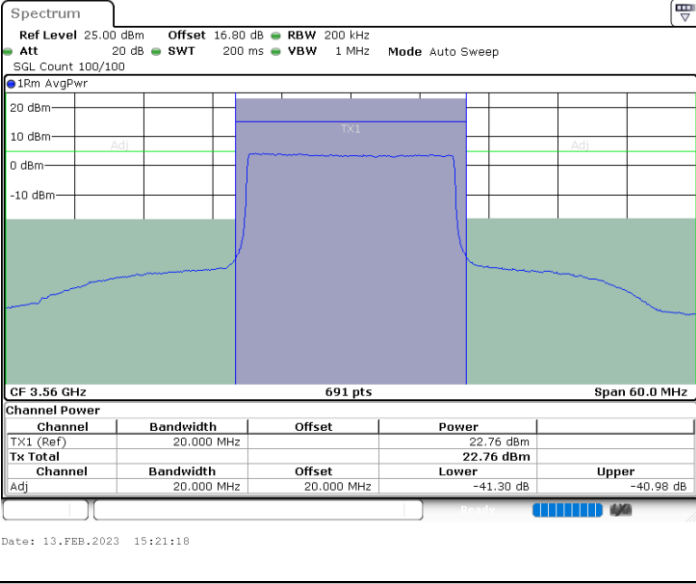 Spectrum
Ref Level 25.00 dBm Offset 16.80 dB RBW 200 kHz
Att 20 dB SWT 200 ms VBW 1 MHz Mode Auto Sweep
SGL Count 100/100
1Rm AvgPwr
20 dBm
TX1
10 dBm
Adj Adj
0 dBm
-10 dBm
CF 3.56 GHz 691 pts Span 60.0 MHz
Channel Power
Channel Bandwidth Offset Power
TX1 (Ref) 20.000 MHz 22.76 dBm
Tx Total 22.76 dBm
Channel Bandwidth Offset Lower Upper
Adj 20.000 MHz 20.000 MHz -41.30 dB -40.98 dB
Ready
Date: 13.FEB.2023 15:21:18